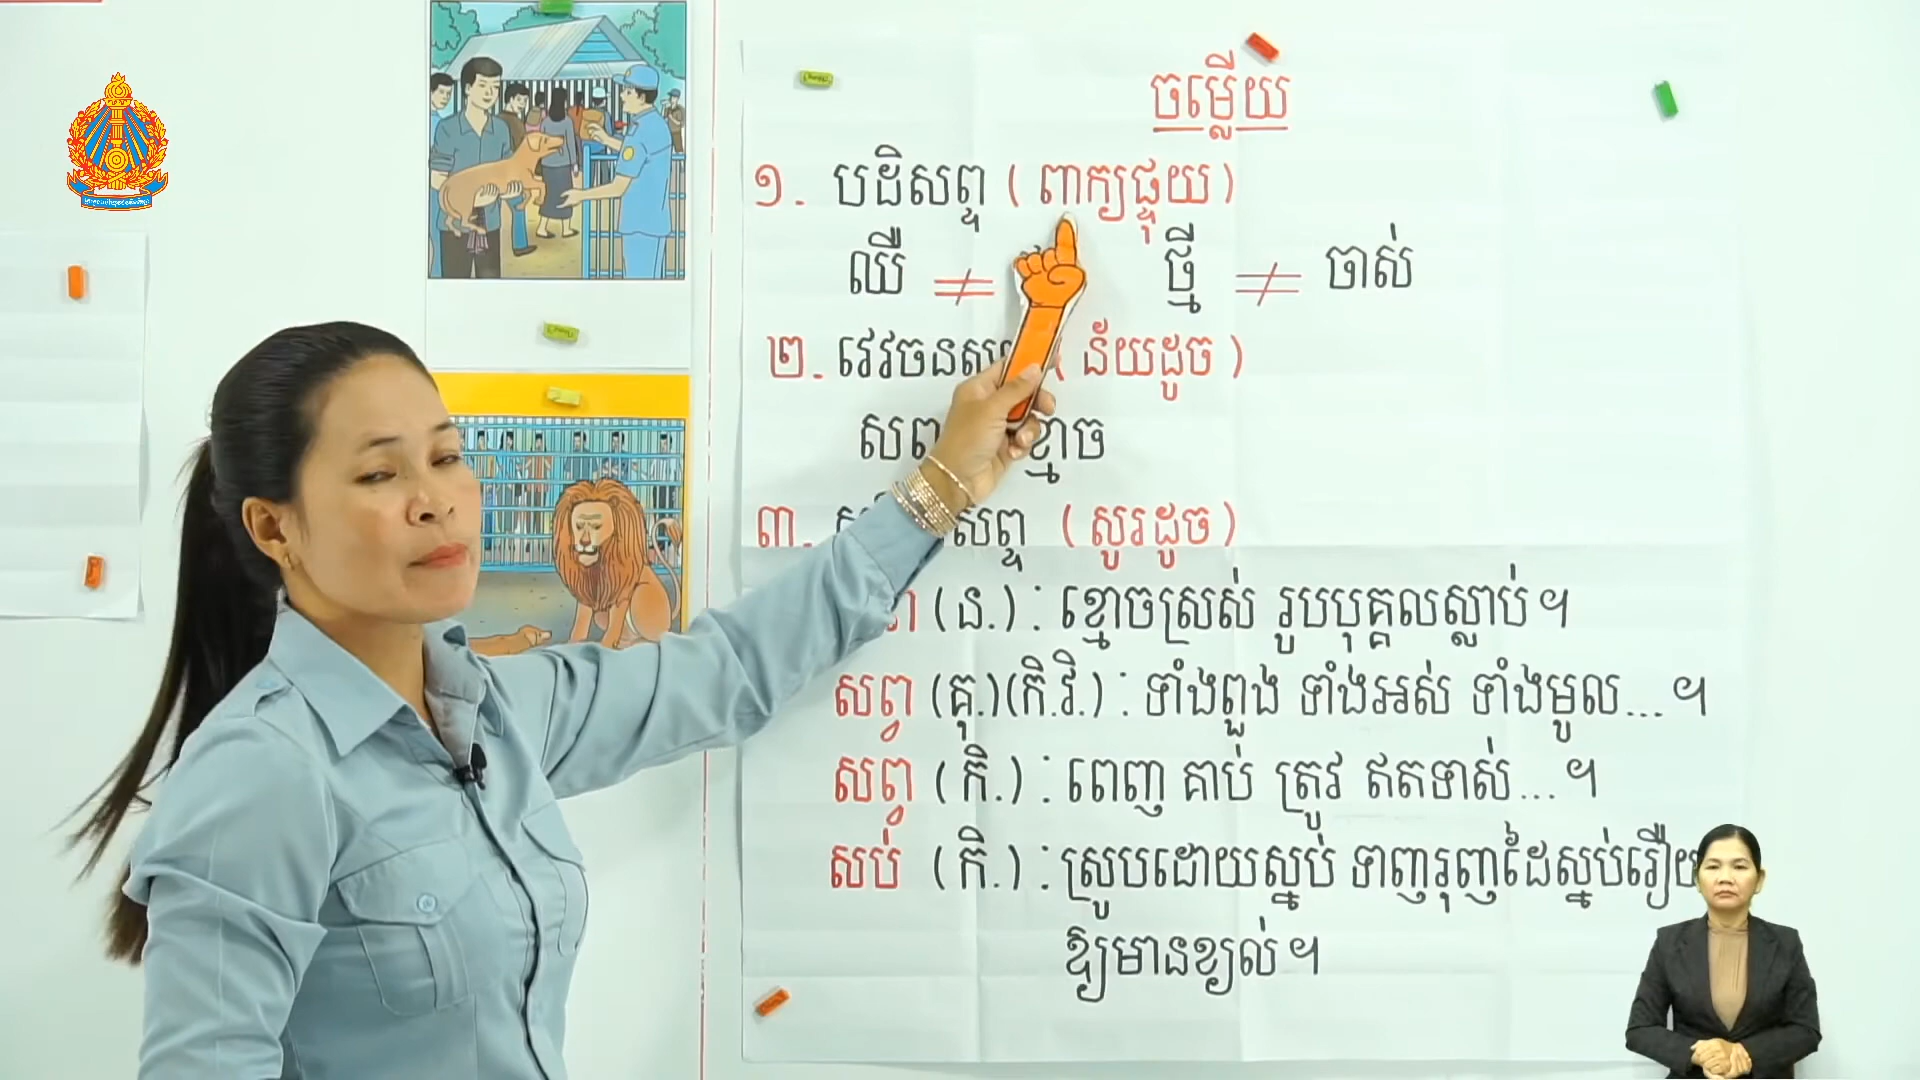 ចម្លើយ
១. បដិសព្ទ (ពាក្យផ្ទុយ)
ឈឺ ≠ ថ្មី ≠ ចាស់
២. វេវចនស (ន័យដូច)
ខ្មោច
៣. សព្ទ (សូរដូច)
(ន.) : ខ្មោចស្រស់ រូបបុគ្គលស្លាប់។
សព្វ (គុ.)(កិ.វិ.) : ទាំងពួង ទាំងអស់ ទាំងមូល...។
សព្វ (កិ.) : ពេញ គាប់ ត្រូវ ឥតទាស់...។
សប់ (កិ.) : ស្រូបដោយស្នប់ ទាញរុញដៃស្នប់រឿយ
ឱ្យមានខ្យល់។